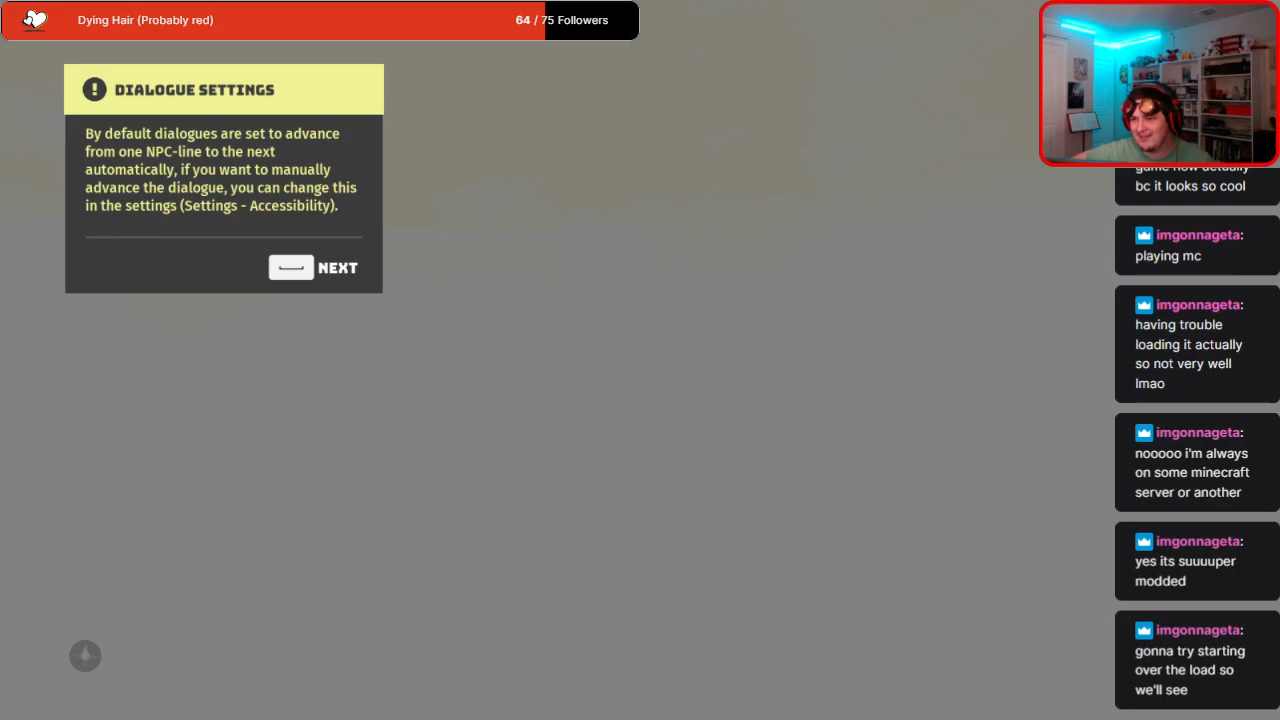 Dying Hair (Probably red)
64 / 75 Followers
DIALOGUE SETTINGS
By default dialogues are set to advance
from one NPC-line to the next
automatically, if you want to manually
advance the dialogue, you can change this
in the settings (Settings - Accessibility).
NEXT
bc it looks so cool
imgonnageta:
playing mc
imgonnageta:
having trouble
loading it actually
so not very well
lmao
imgonnageta:
nooooo i'm always
on some minecraft
server or another
imgonnageta:
yes its suuuuper
modded
imgonnageta:
gonna try starting
over the load so
we'll see